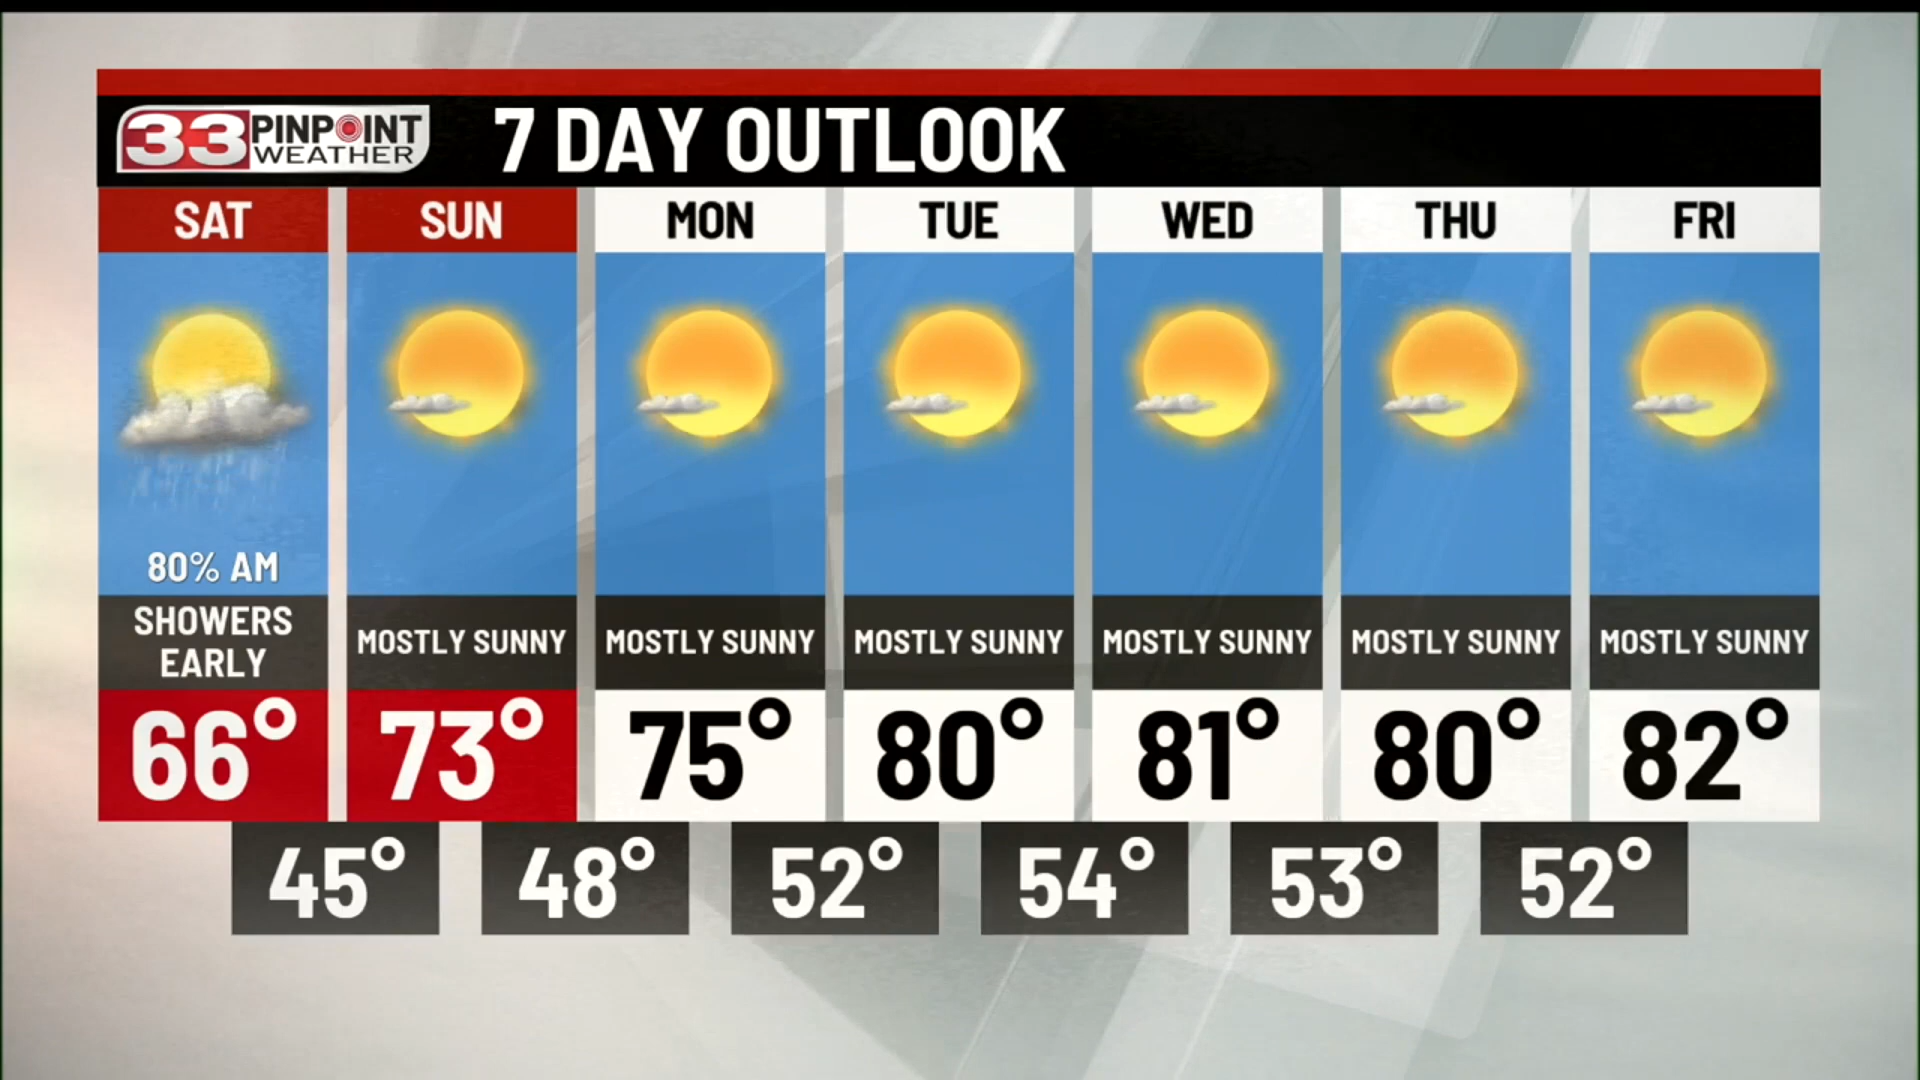 33 PINPOINT
WEATHER
7 DAY OUTLOOK
SAT
SUN
MON
TUE
WED
THU
FRI
80% AM
SHOWERS
EARLY
MOSTLY SUNNY
MOSTLY SUNNY
MOSTLY SUNNY
MOSTLY SUNNY
MOSTLY SUNNY
MOSTLY SUNNY
66°
73°
75°
80°
81°
80°
82°
45°
48°
52°
54°
53°
52°